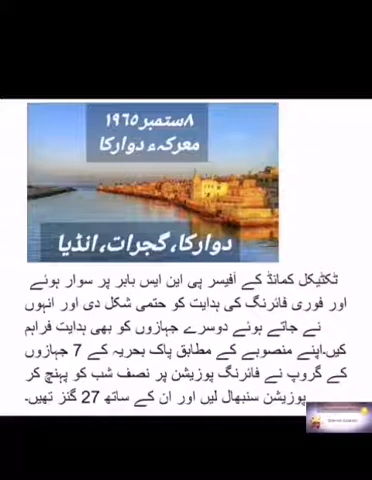 ۸ستمبر ۱۹٦۵
معرکہء دوارکا
دوارکا،گجرات،انڈیا
ٹکٹیکل کمانڈ کے آفیسر پی این ایس بابر پر سوار ہوئے
اور فوری فائرنگ کی ہدایت کو حتمی شکل دی اور انہوں
نے جاتے ہوئے دوسرے جہازوں کو بھی ہدایت فراہم
کیں۔اپنے منصوبے کے مطابق پاک بحریہ کے 7 جہازوں
کے گروپ نے فائرنگ پوزیشن پر نصف شب کو پہنچ کر
پوزیشن سنبھال لیں اور ان کے ساتھ 27 گنز تھیں۔